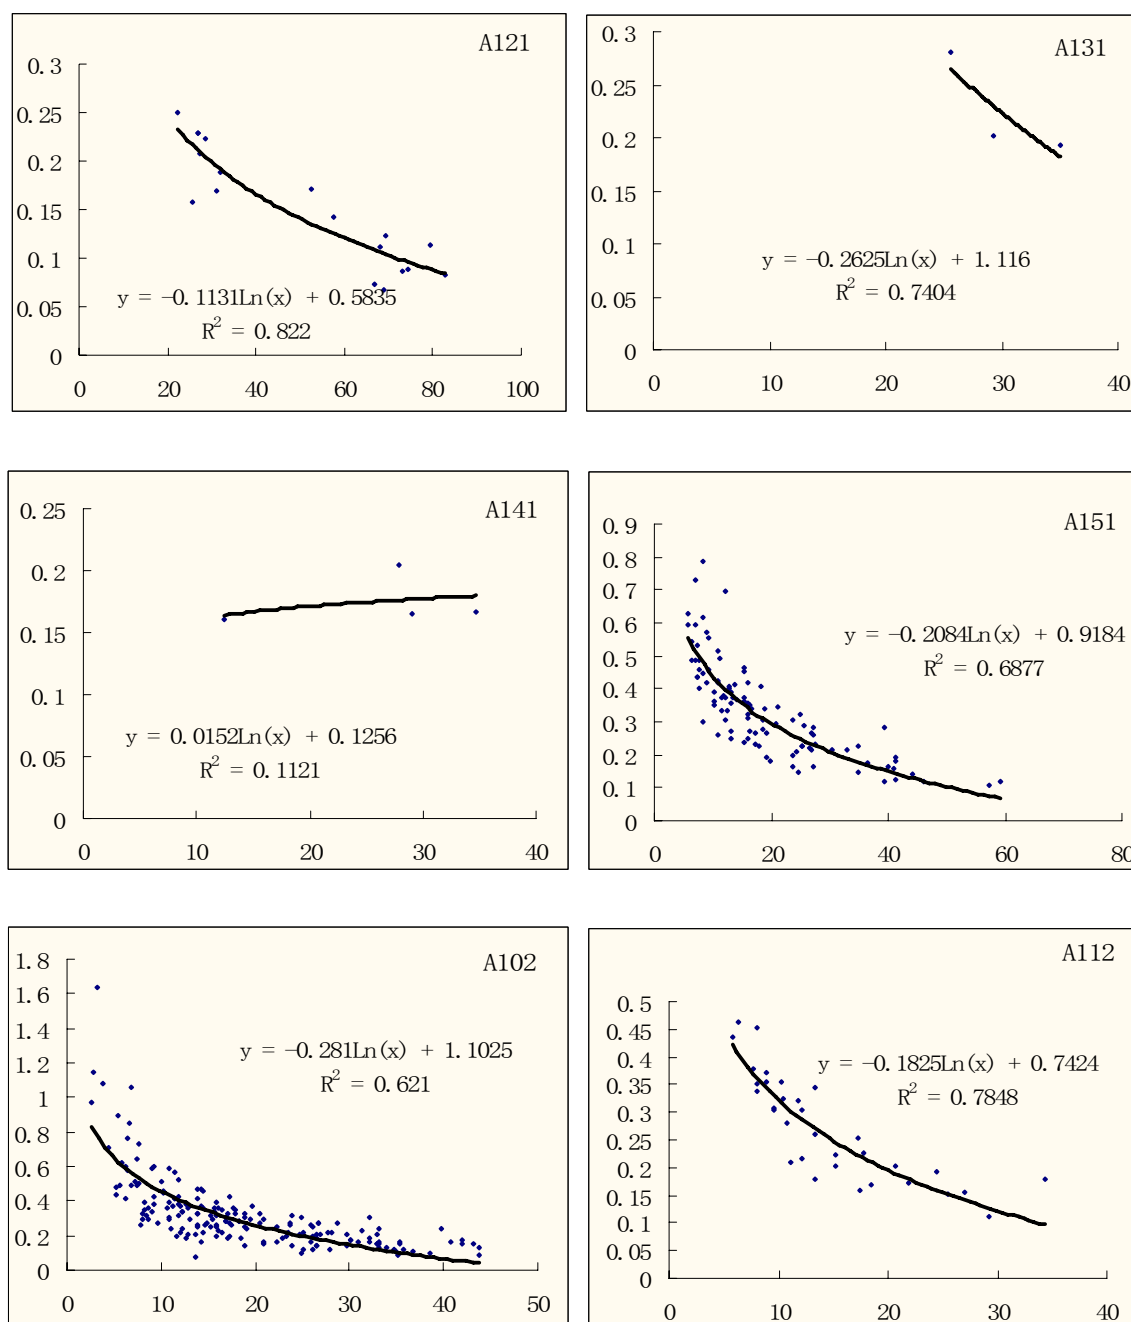 A121
0.3
0.25
0.2
0.15
0.1
0.05
0
0 20 40 60 80 100
y = -0.1131Ln(x) + 0.5835
R² = 0.822
A131
0.3
0.25
0.2
0.15
0.1
0.05
0
0 10 20 30 40
y = -0.2625Ln(x) + 1.116
R² = 0.7404
A141
0.25
0.2
0.15
0.1
0.05
0
0 10 20 30 40
y = 0.0152Ln(x) + 0.1256
R² = 0.1121
A151
0.9
0.8
0.7
0.6
0.5
0.4
0.3
0.2
0.1
0
0 20 40 60 80
y = -0.2084Ln(x) + 0.9184
R² = 0.6877
A102
1.8
1.6
1.4
1.2
1
0.8
0.6
0.4
0.2
0
0 10 20 30 40 50
y = -0.281Ln(x) + 1.1025
R² = 0.621
A112
0.5
0.45
0.4
0.35
0.3
0.25
0.2
0.15
0.1
0.05
0
0 10 20 30 40
y = -0.1825Ln(x) + 0.7424
R² = 0.7848